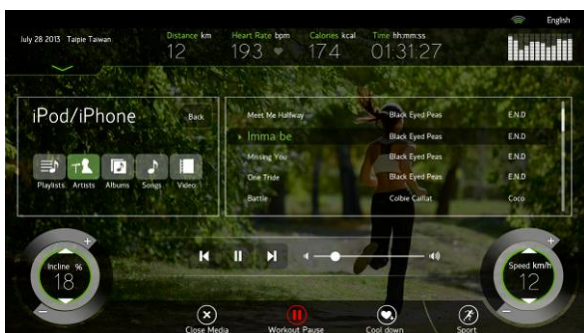 English
July 28 2013 Taipie Taiwan
Distance km Heart Rate bpm Calories kcal Time hh:mm:ss
12 193 174 01:31:27
iPod/iPhone Back
Playlists Artists Albums Songs Video
Meet Me Halfway Black Eyed Peas E.N.D
Imma be Black Eyed Peas E.N.D
Missing You Black Eyed Peas E.N.D
One Tride Black Eyed Peas E.N.D
Battle Colbie Caillat Coco
Incline %
18
Speed km/h
12
Close Media Workout Pause Cool down Sport